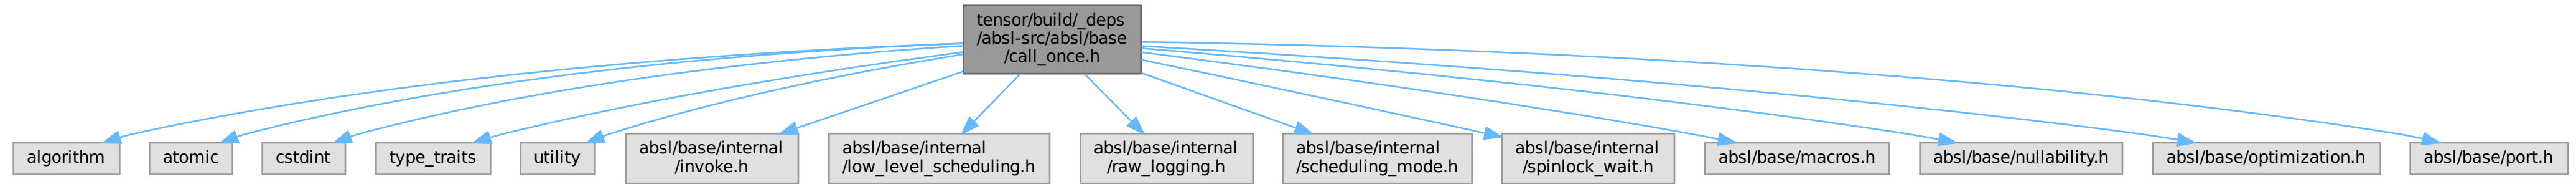 tensor/build/_deps
/absl-src/absl/base
/call_once.h
algorithm
atomic
cstdint
type_traits
utility
absl/base/internal
/invoke.h
absl/base/internal
/low_level_scheduling.h
absl/base/internal
/raw_logging.h
absl/base/internal
/scheduling_mode.h
absl/base/internal
/spinlock_wait.h
absl/base/macros.h
absl/base/nullability.h
absl/base/optimization.h
absl/base/port.h